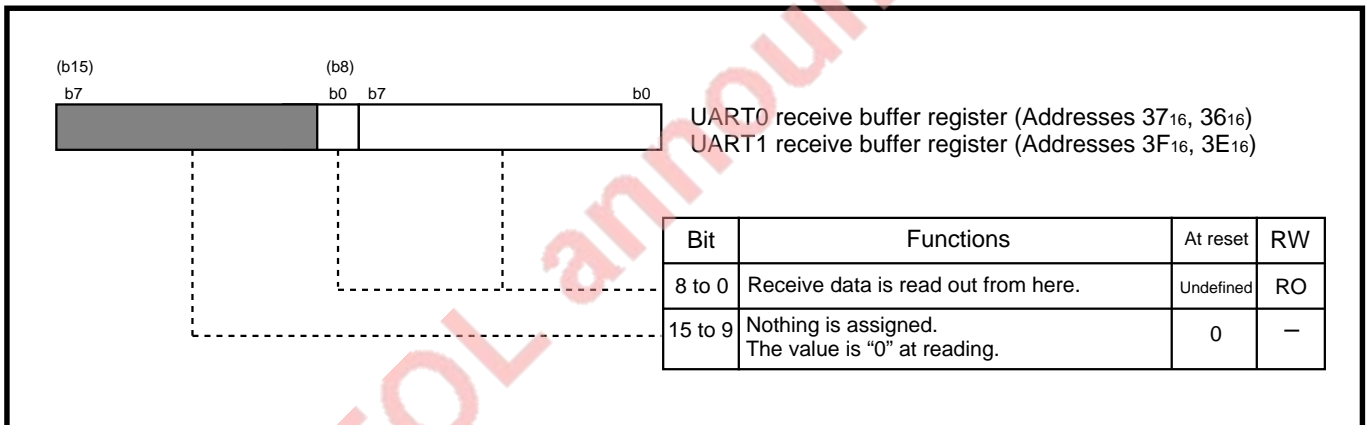 (b15) (b8)
b7 b0 b7 b0
UART0 receive buffer register (Addresses 37₁₆, 36₁₆)
UART1 receive buffer register (Addresses 3F₁₆, 3E₁₆)
Bit Functions At reset RW
8 to 0 Receive data is read out from here. Undefined RO
15 to 9 Nothing is assigned. 0 –
The value is “0” at reading.
EOL announ